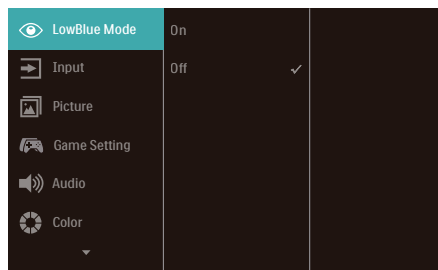 LowBlue Mode
On
Input
Off
Picture
Game Setting
Audio
Color